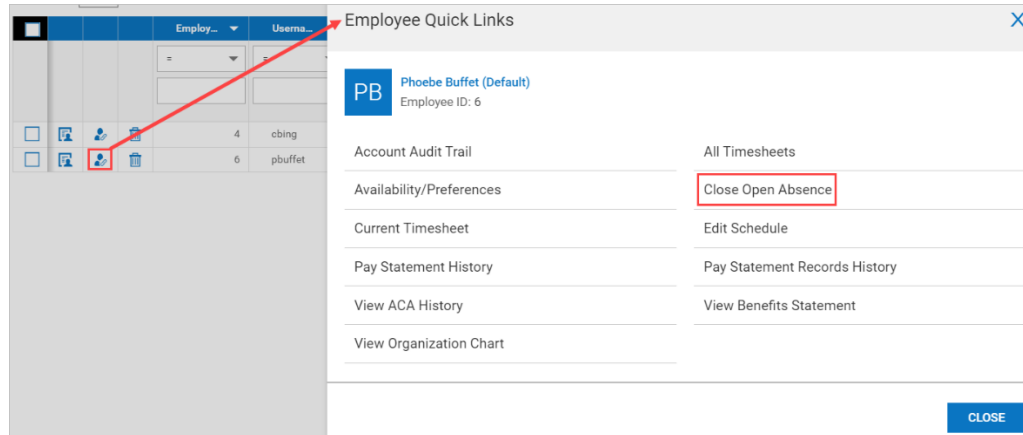 Employ...
Userna...
=
=
4
cbing
6
pbuffet
Employee Quick Links
X
PB
Phoebe Buffet (Default)
Employee ID: 6
Account Audit Trail
All Timesheets
Availability/Preferences
Close Open Absence
Current Timesheet
Edit Schedule
Pay Statement History
Pay Statement Records History
View ACA History
View Benefits Statement
View Organization Chart
CLOSE